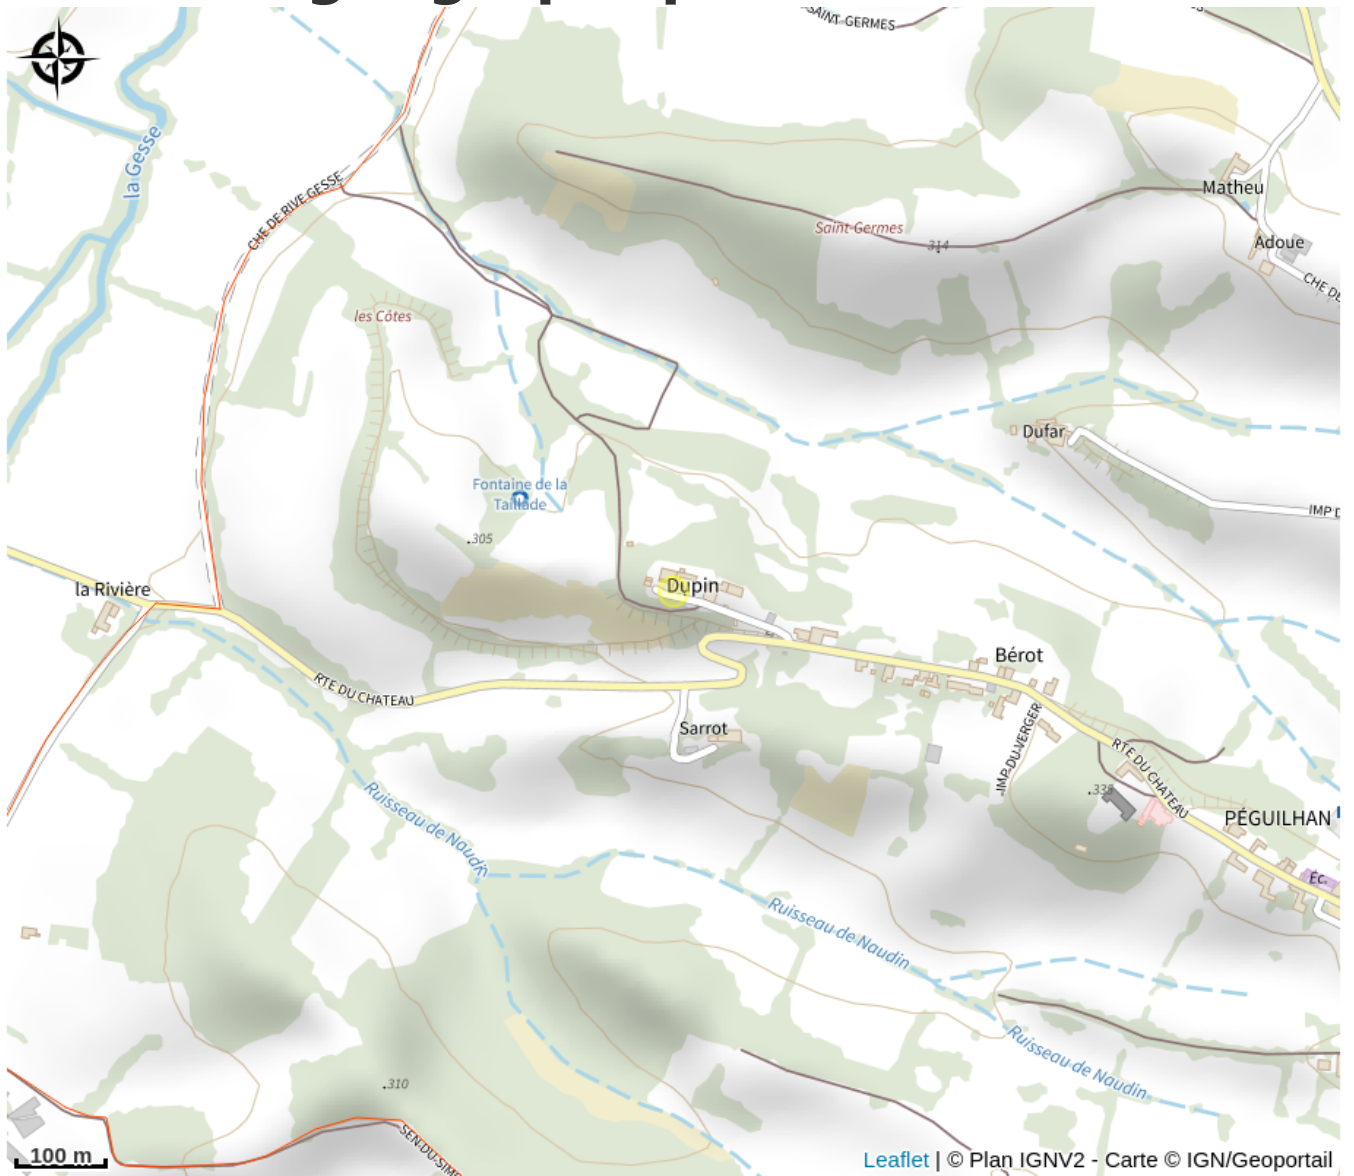 SAINT-GERMES
la Gesse
CHE DE RIVE GESSE
Matheu
Saint-Germes
314
Adoue
CHE DE
les Côtes
Dufar
Fontaine de la
Taillade
IMP D
305
la Rivière
Dupin
Bérot
RTE DU CHATEAU
Sarrot
IMP-DU-VERGER
RTE DU CHATEAU
338
PÉGUILHAN
Ruisseau de Naudin
Éc.
Ruisseau de Naudin
Ruisseau de Naudin
310
SEN-DU-SIMP
100 m
Leaflet | © Plan IGNV2 - Carte © IGN/Geoportail